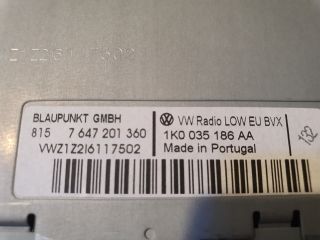 BLAUPUNKT GMBH
815 7 647 201 360
VWZ1Z2I6117502
VW Radio LOW EU BVX
1K0 035 186 AA
Made in Portugal
132